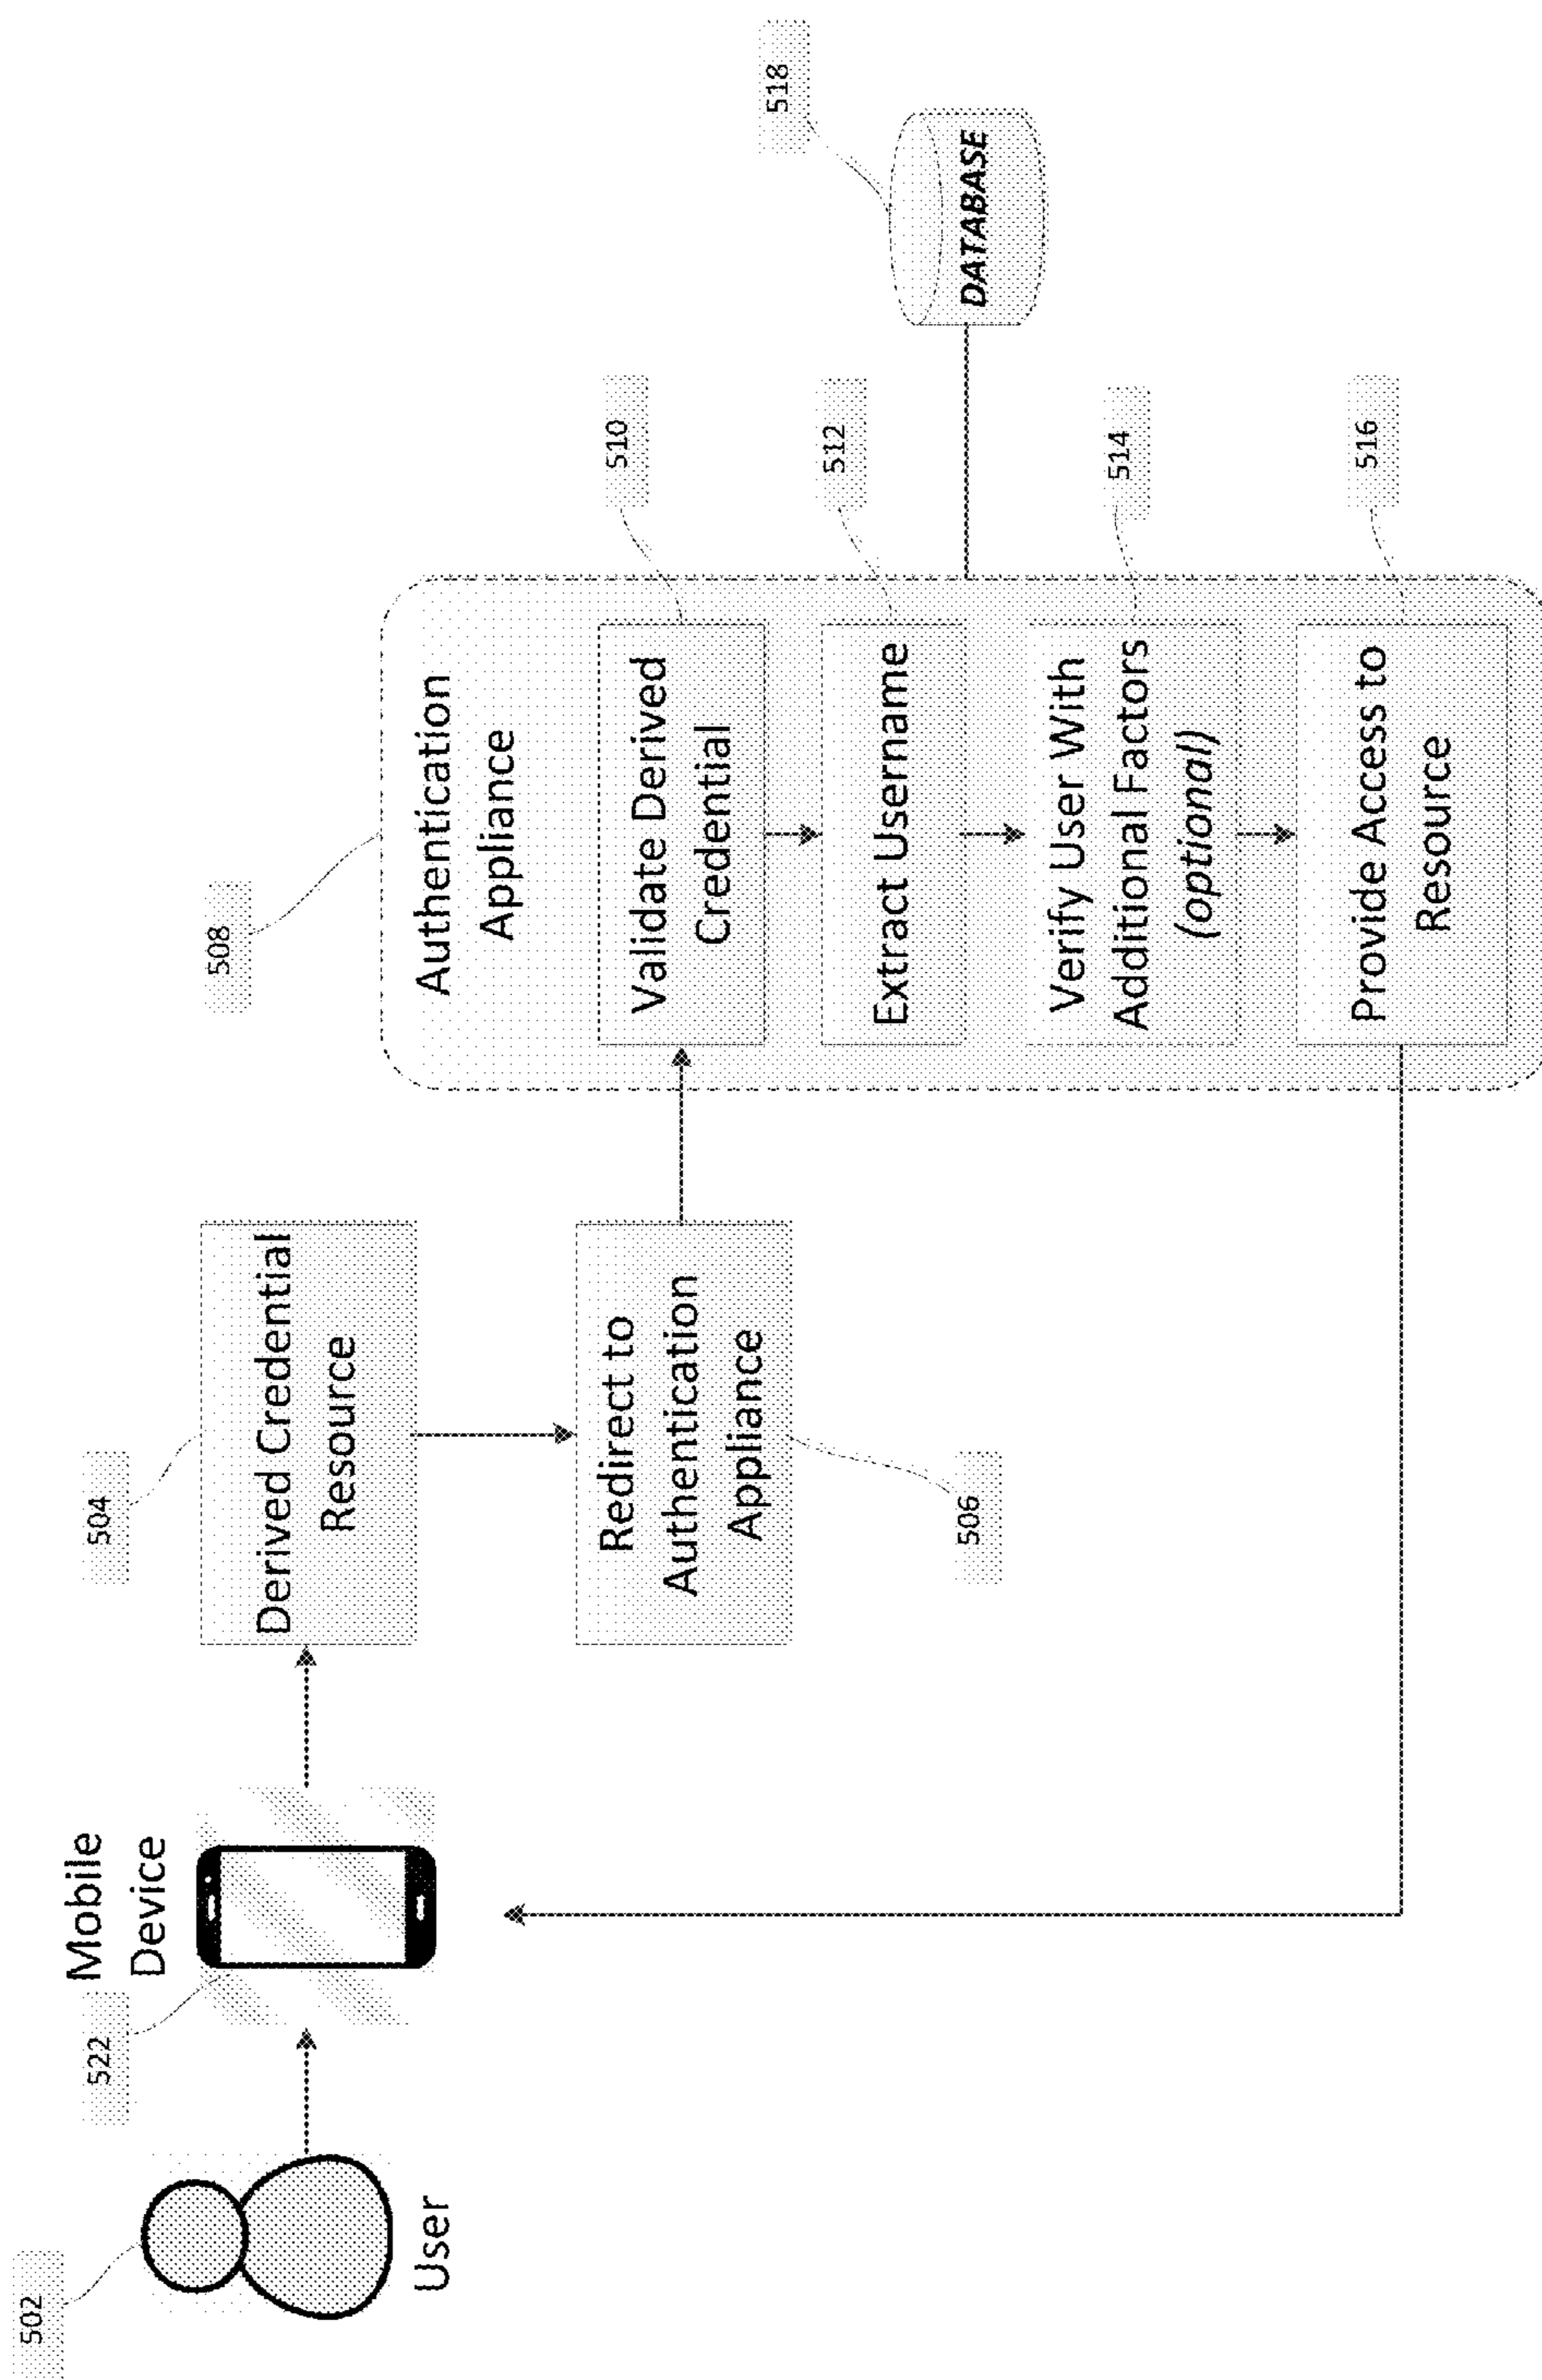 502
User
522
Mobile
Device
504
Derived Credential
Resource
Redirect to
Authentication
Appliance
506
508
Authentication
Appliance
Validate Derived
Credential
510
Extract Username
512
Verify User With
Additional Factors
(optional)
514
Provide Access to
Resource
516
DATABASE
518